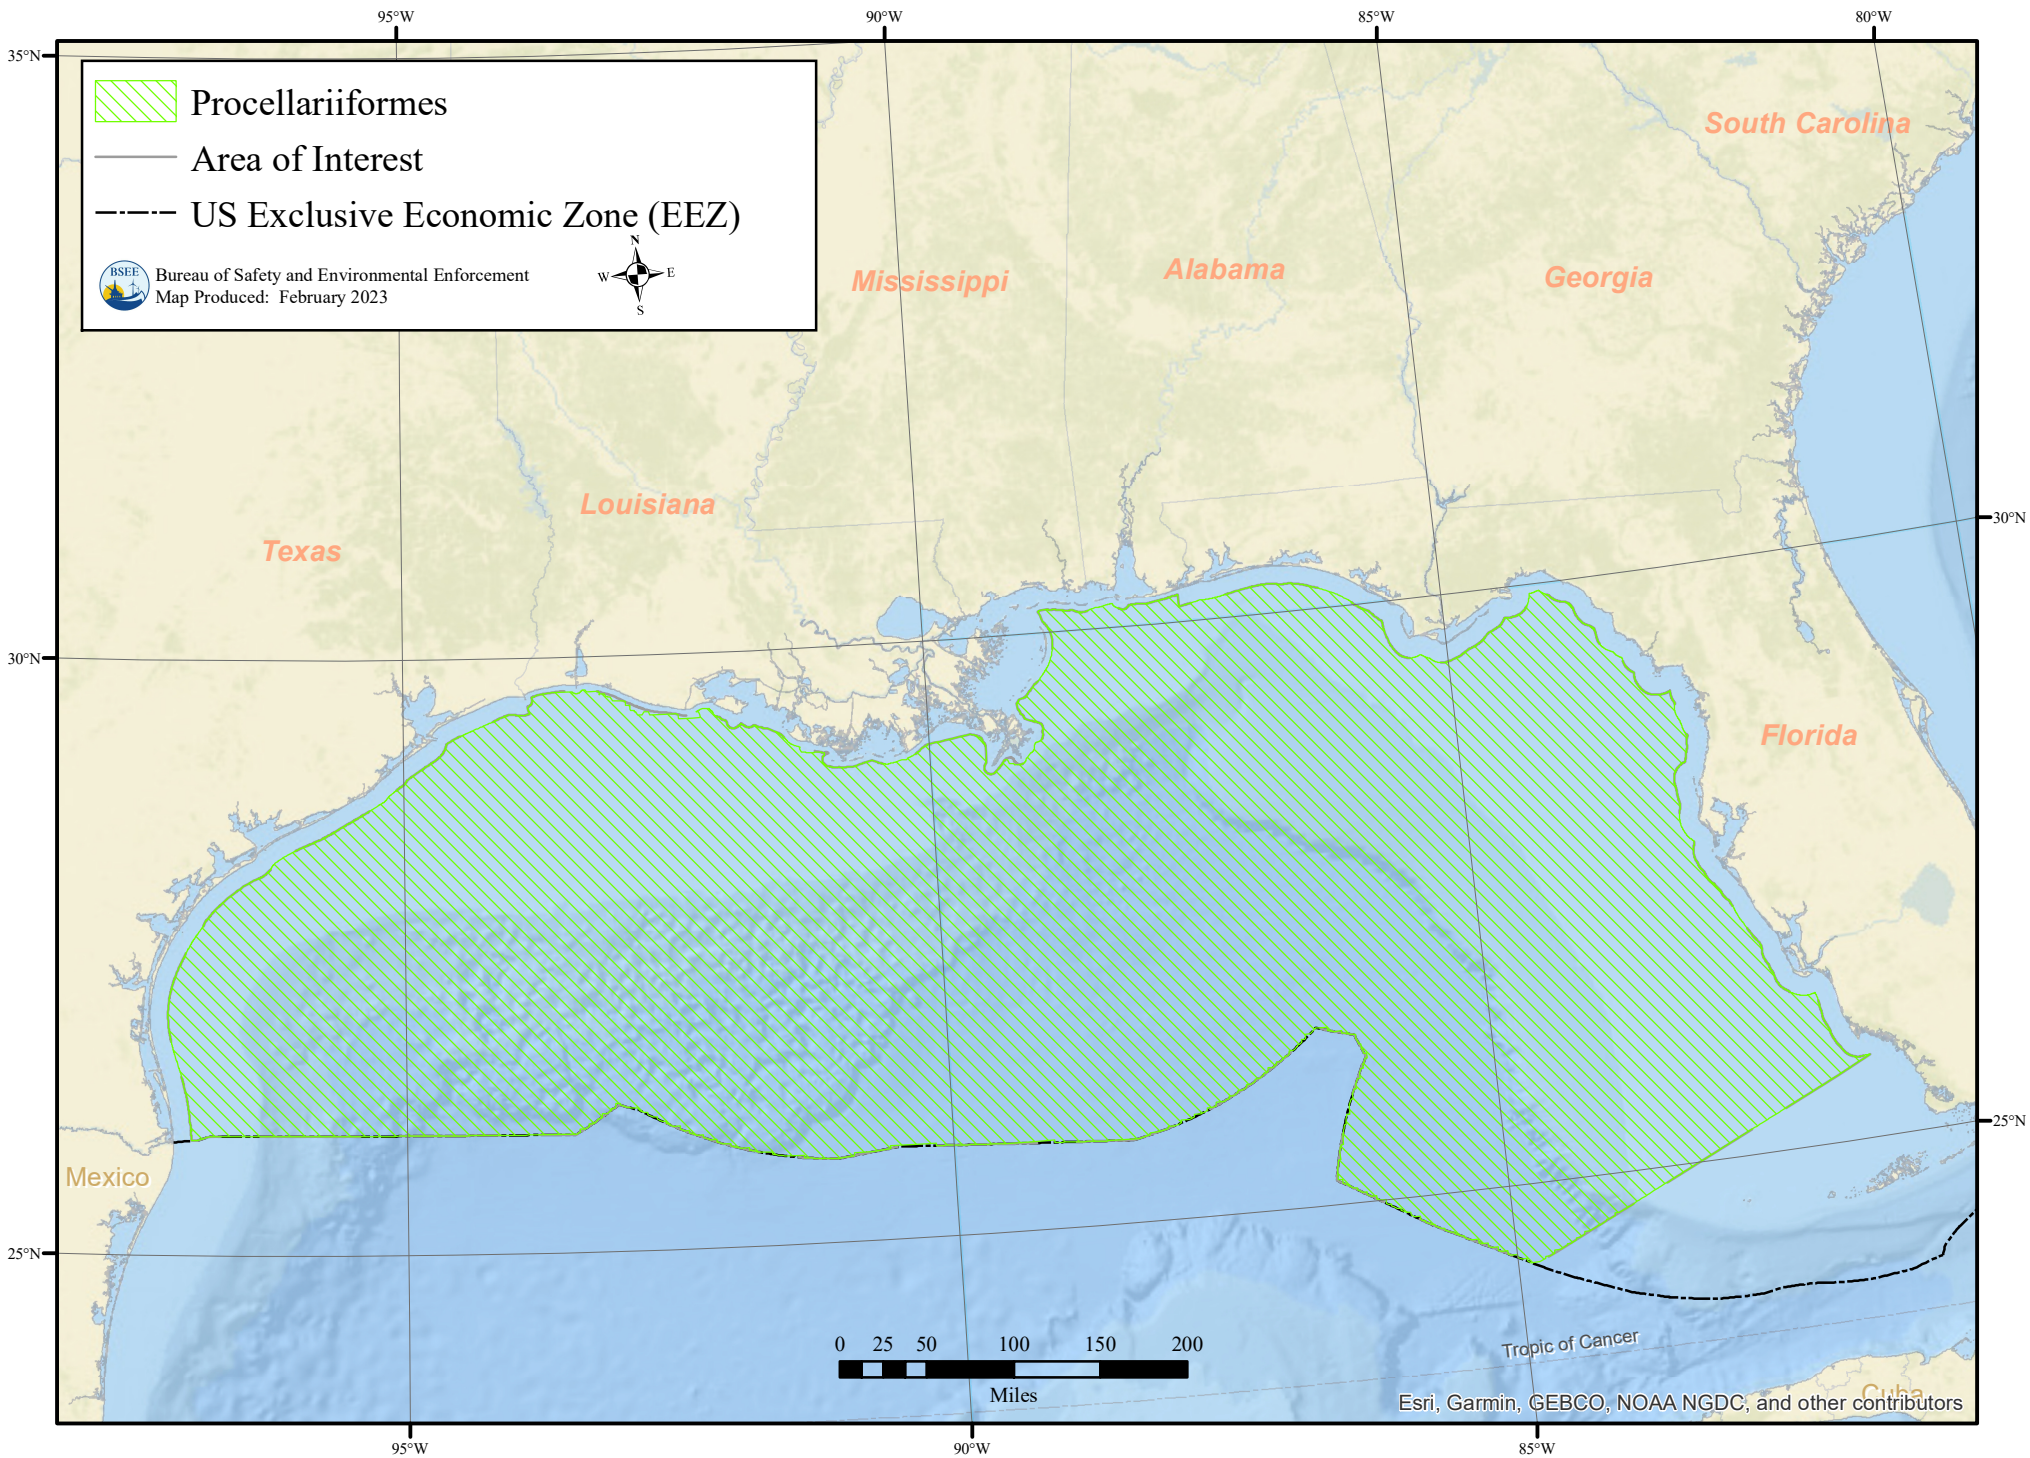 95°W
90°W
85°W
80°W
35°N
Procellariiformes
Area of Interest
US Exclusive Economic Zone (EEZ)
BSEE
Bureau of Safety and Environmental Enforcement
Map Produced: February 2023
N
W
E
S
South Carolina
Mississippi
Alabama
Georgia
Louisiana
Texas
30°N
30°N
Florida
25°N
Mexico
25°N
0 25 50 100 150 200
Miles
Tropic of Cancer
Cuba
Esri, Garmin, GEBCO, NOAA NGDC, and other contributors
95°W
90°W
85°W